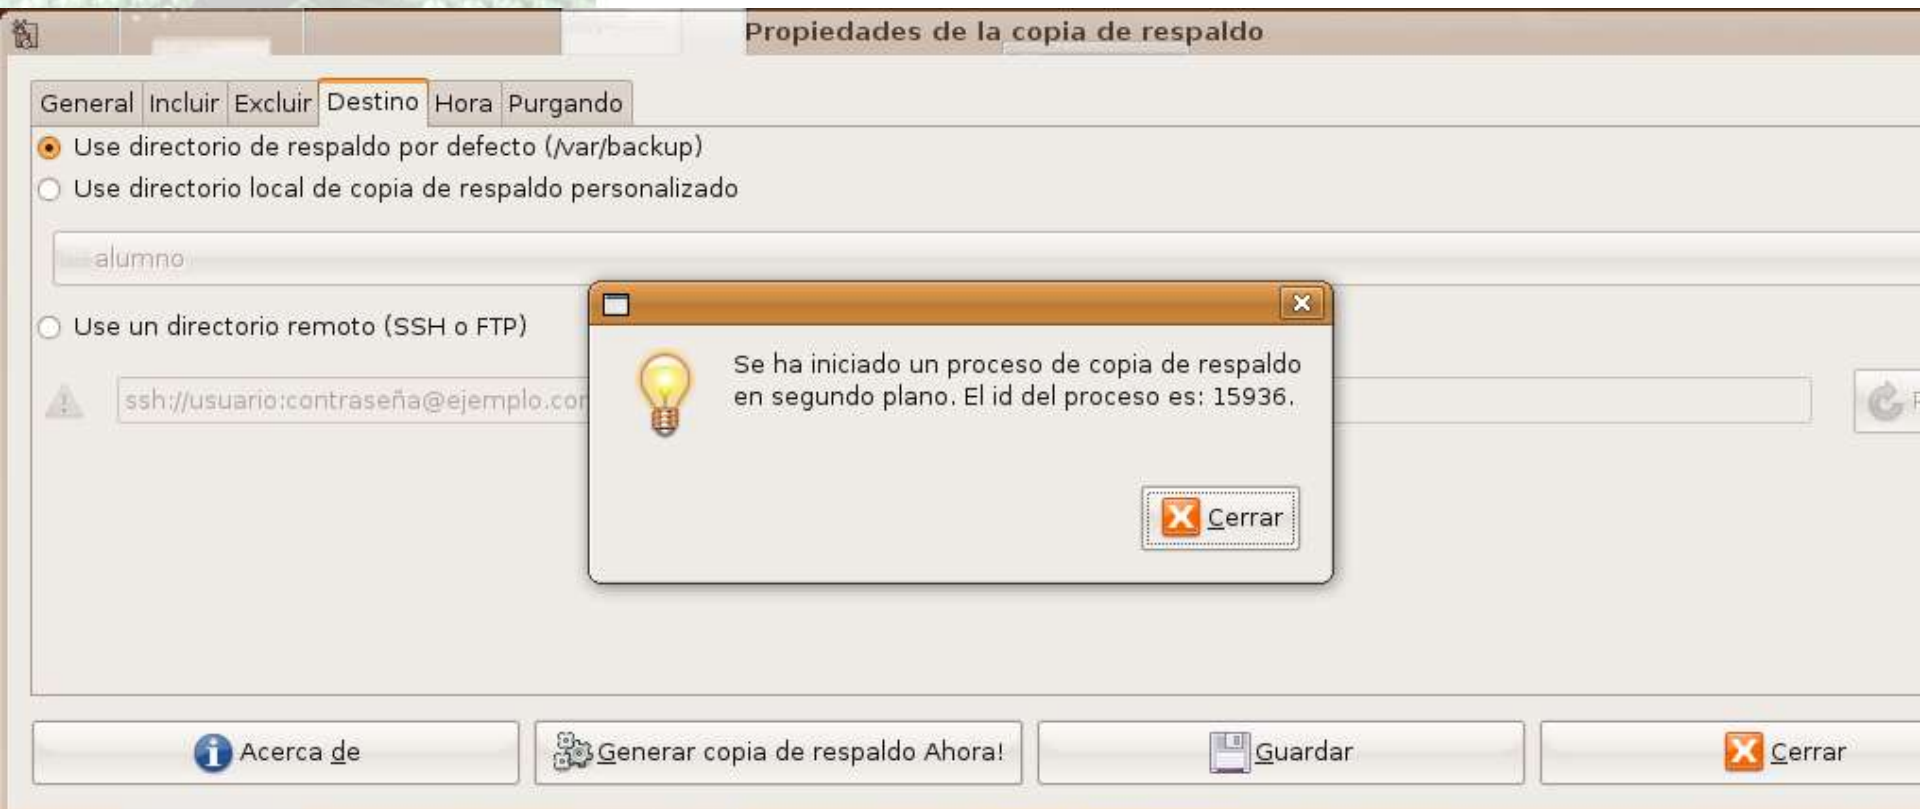 Propiedades de la copia de respaldo
General Incluir Excluir Destino Hora Purgando
Use directorio de respaldo por defecto (/var/backup)
Use directorio local de copia de respaldo personalizado
alumno
Use un directorio remoto (SSH o FTP)
ssh://usuario:contraseña@ejemplo.com
Se ha iniciado un proceso de copia de respaldo
en segundo plano. El id del proceso es: 15936.
Cerrar
Acerca de
Generar copia de respaldo Ahora!
Guardar
Cerrar